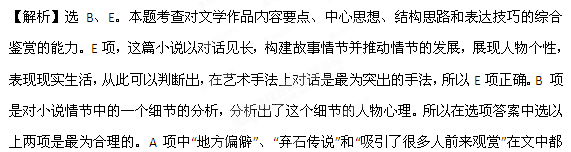 【解析】选 B、E。本题考查对文学作品内容要点、中心思想、结构思路和表达技巧的综合
鉴赏的能力。E 项，这篇小说以对话见长，构建故事情节并推动情节的发展，展现人物个性，
表现现实生活，从此可以判断出，在艺术手法上对话是最为突出的手法，所以 E 项正确。B 项
是对小说情节中的一个细节的分析，分析出了这个细节的人物心理。所以在选项答案中选以
上两项是最为合理的。A 项中“地方偏僻”、“弃石传说”和“吸引了很多人前来观赏”在文中都